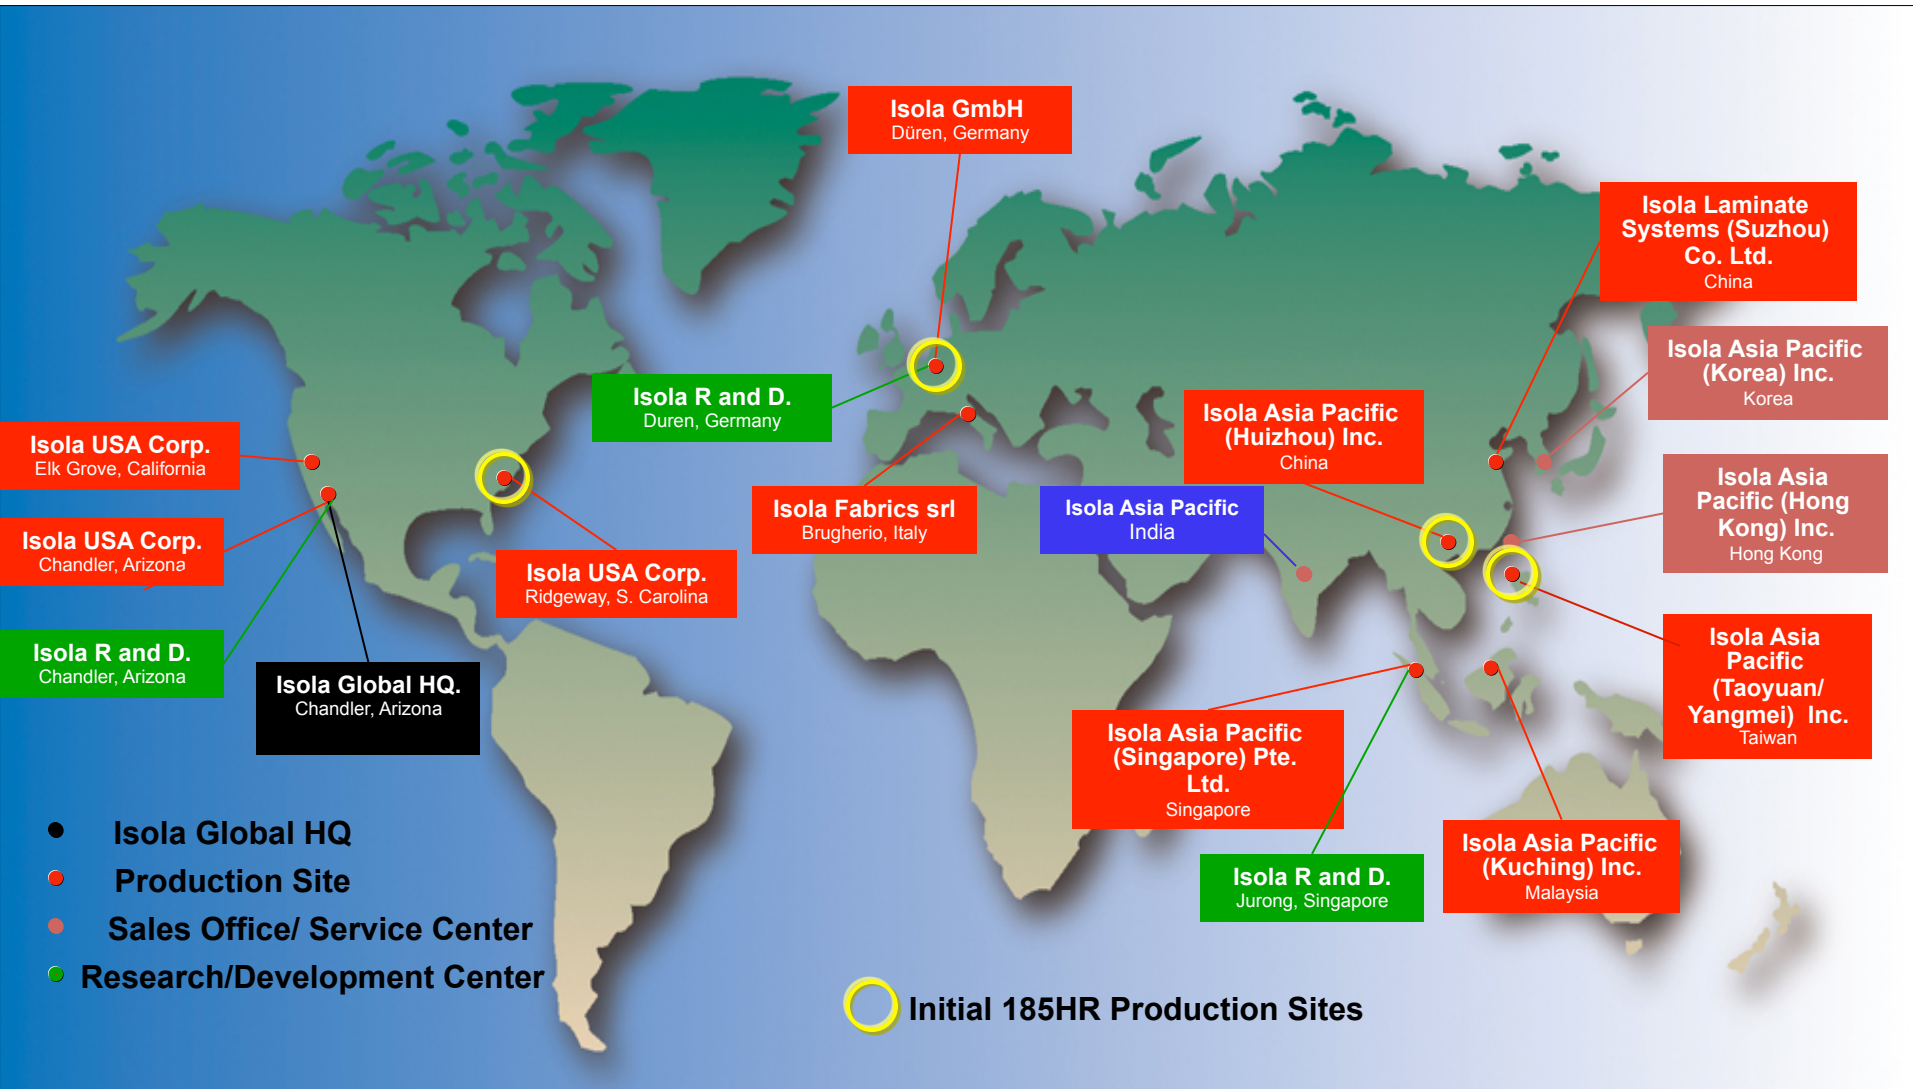 Isola GmbH
Düren, Germany
Isola Laminate
Systems (Suzhou)
Co. Ltd.
China
Isola Asia Pacific
(Korea) Inc.
Korea
Isola R and D.
Duren, Germany
Isola Asia Pacific
(Huizhou) Inc.
China
Isola USA Corp.
Elk Grove, California
Isola Asia
Pacific (Hong
Kong) Inc.
Hong Kong
Isola Fabrics srl
Brugherio, Italy
Isola Asia Pacific
India
Isola USA Corp.
Chandler, Arizona
Isola USA Corp.
Ridgeway, S. Carolina
Isola R and D.
Chandler, Arizona
Isola Global HQ.
Chandler, Arizona
Isola Asia
Pacific
(Taoyuan/
Yangmei) Inc.
Taiwan
Isola Asia Pacific
(Singapore) Pte.
Ltd.
Singapore
Isola Asia Pacific
(Kuching) Inc.
Malaysia
Isola R and D.
Jurong, Singapore
Isola Global HQ
Production Site
Sales Office/ Service Center
Research/Development Center
Initial 185HR Production Sites